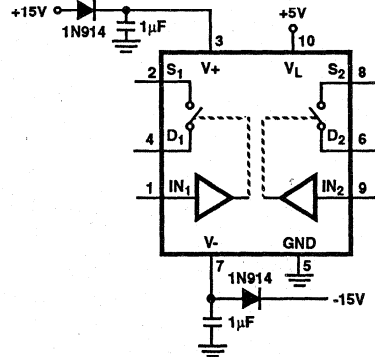 +15V
1N914
1μF
+5V
3
10
2
S1
V+
VL
S2
8
4
D1
D2
6
1
IN1
IN2
9
V-
GND
7
5
1N914
-15V
1μF